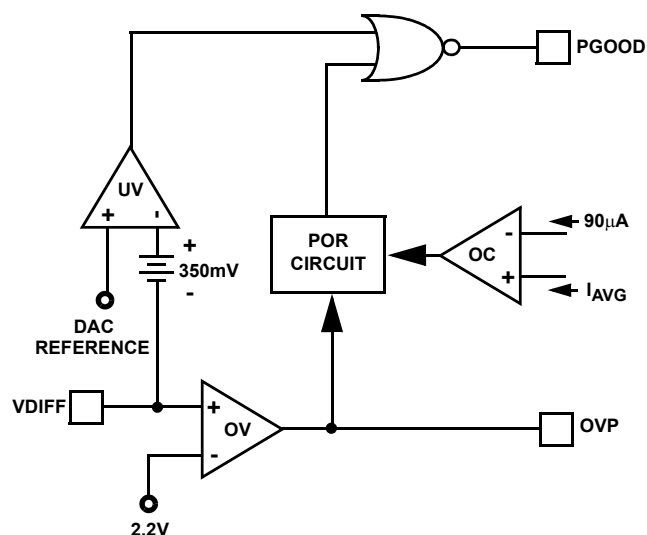 PGOOD
UV
+
-
+
350mV
-
DAC
REFERENCE
POR
CIRCUIT
90µA
-
OC
+
IAVG
VDIFF
+
OV
-
OVP
2.2V